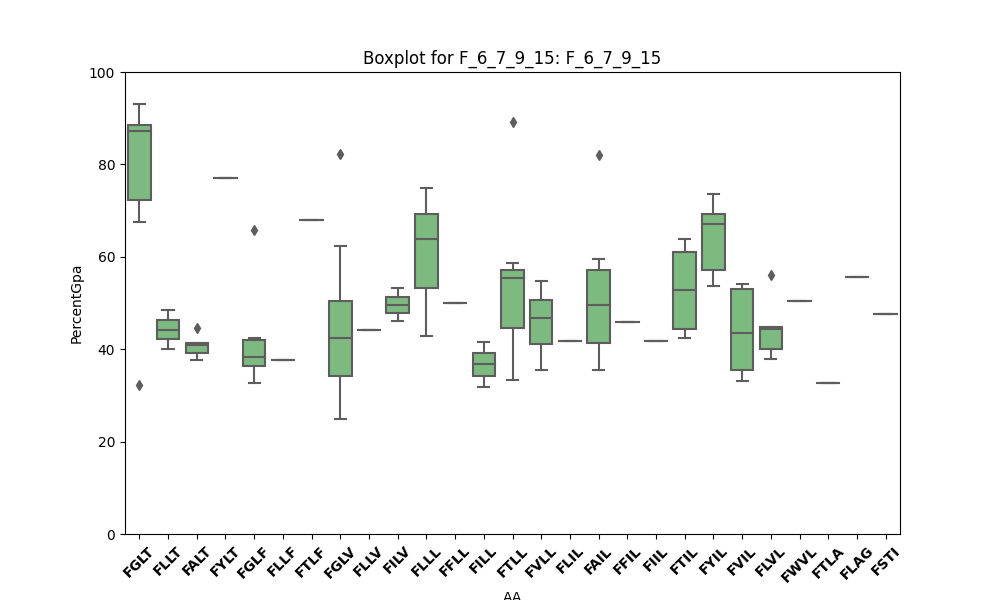 Boxplot for F_6_7_9_15: F_6_7_9_15
100
80
60
40
20
0
PercentGpa
FGLT FLLT FALT FYLT FGLF FLLF FTLF FGLV FLLV FILV FLLL FFLL FILL FTLL FVLL FLIL FAIL FFIL FIIL FTIL FYIL FVIL FLVL FWVL FTLA FLAG FSTI
AA